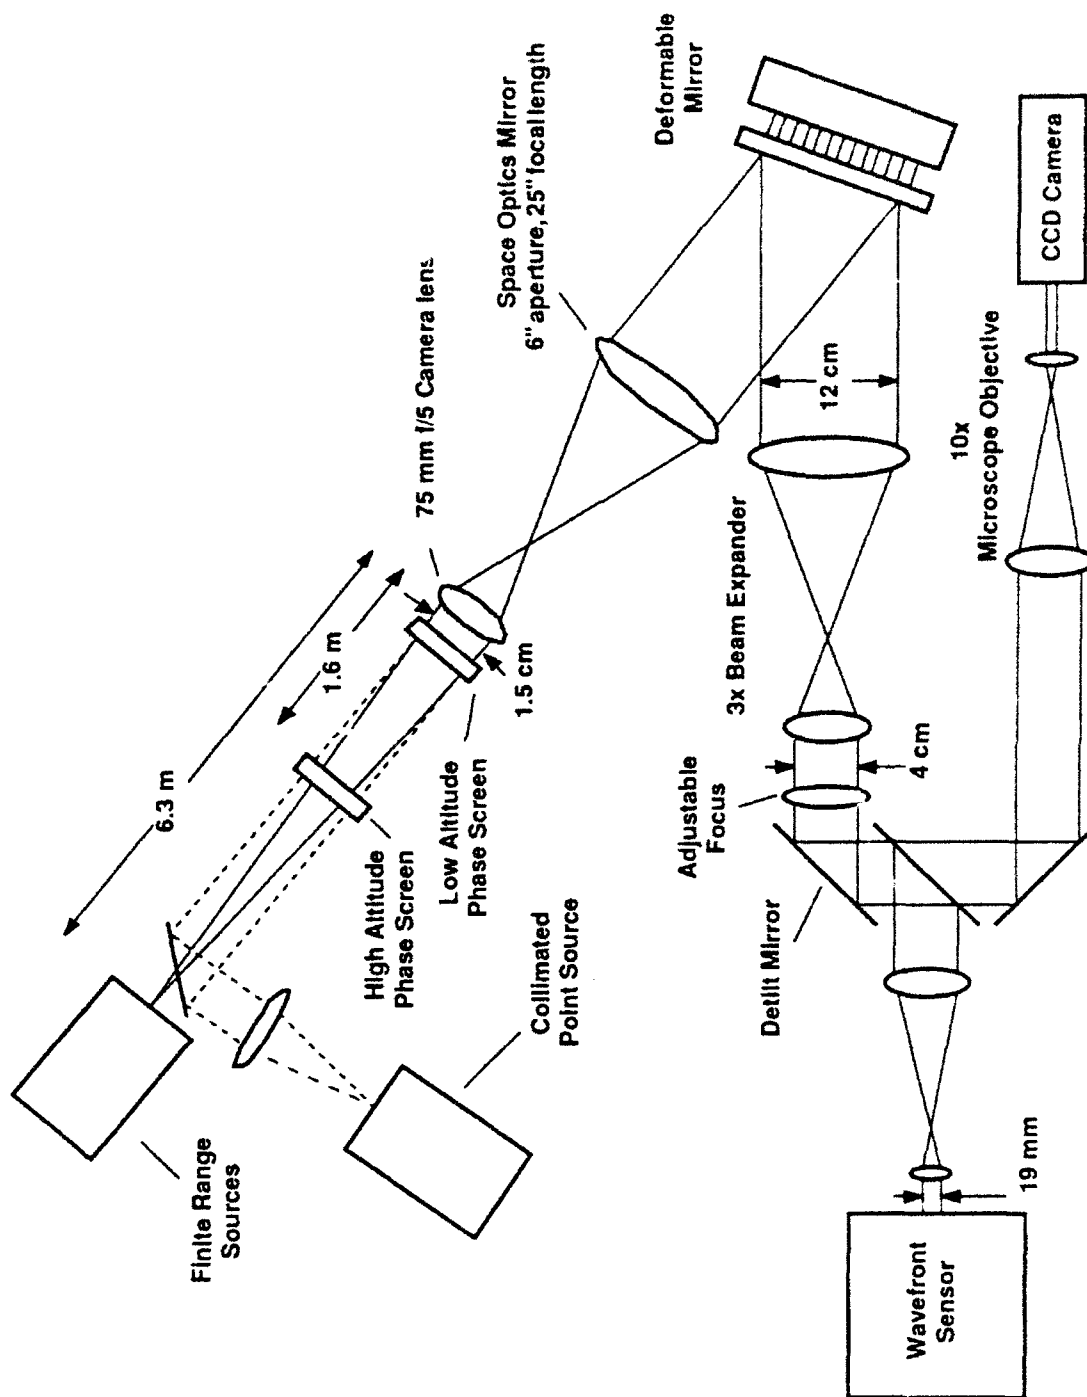 Finite Range
Sources
Collimated
Point Source
High Altitude
Phase Screen
Low Altitude
Phase Screen
6.3 m
1.6 m
1.5 cm
75 mm f/5 Camera lens
Space Optics Mirror
6" aperture, 25" focal length
Deformable
Mirror
12 cm
3x Beam Expander
Adjustable
Focus
4 cm
Detilt Mirror
10x
Microscope Objective
CCD Camera
19 mm
Wavefront
Sensor